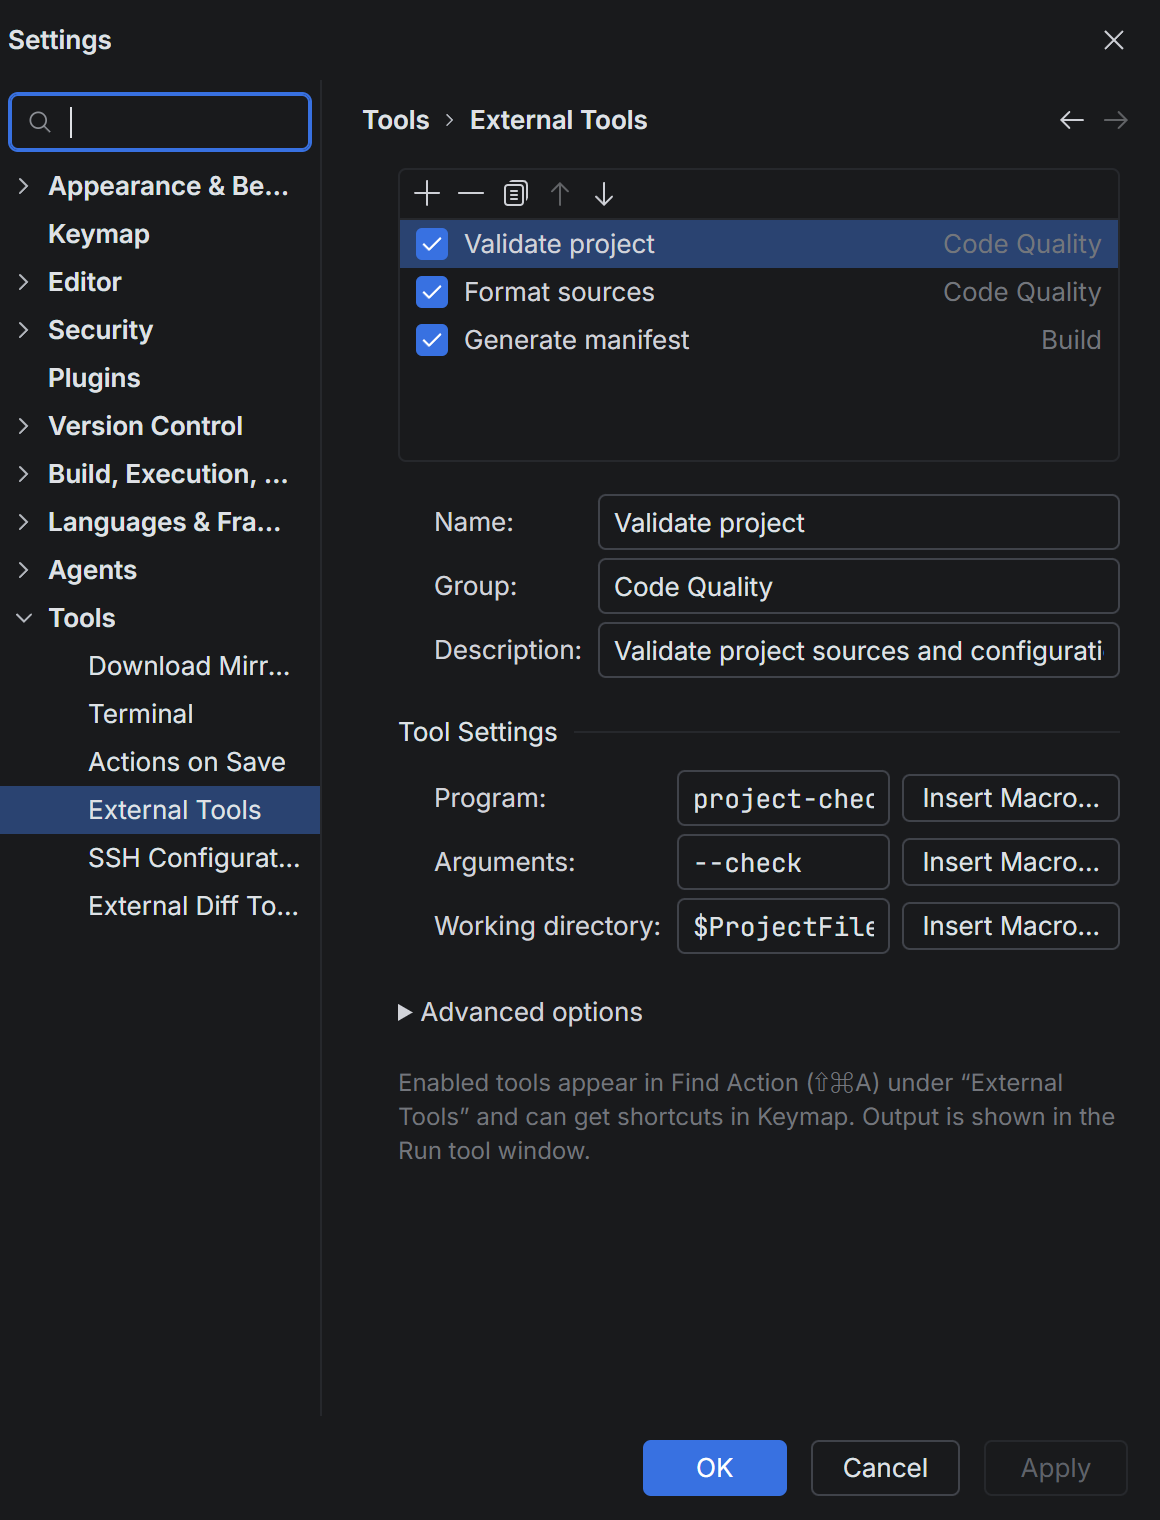 Settings
Appearance & Be...
Keymap
Editor
Security
Plugins
Version Control
Build, Execution, ...
Languages & Fra...
Agents
Tools
Download Mirr...
Terminal
Actions on Save
External Tools
SSH Configurat...
External Diff To...
Tools › External Tools
Validate project Code Quality
Format sources Code Quality
Generate manifest Build
Name: Validate project
Group: Code Quality
Description: Validate project sources and configurati
Tool Settings
Program: project-chec Insert Macro...
Arguments: --check Insert Macro...
Working directory: $ProjectFile Insert Macro...
Advanced options
Enabled tools appear in Find Action (⇧⌘A) under “External
Tools” and can get shortcuts in Keymap. Output is shown in the
Run tool window.
OK Cancel Apply